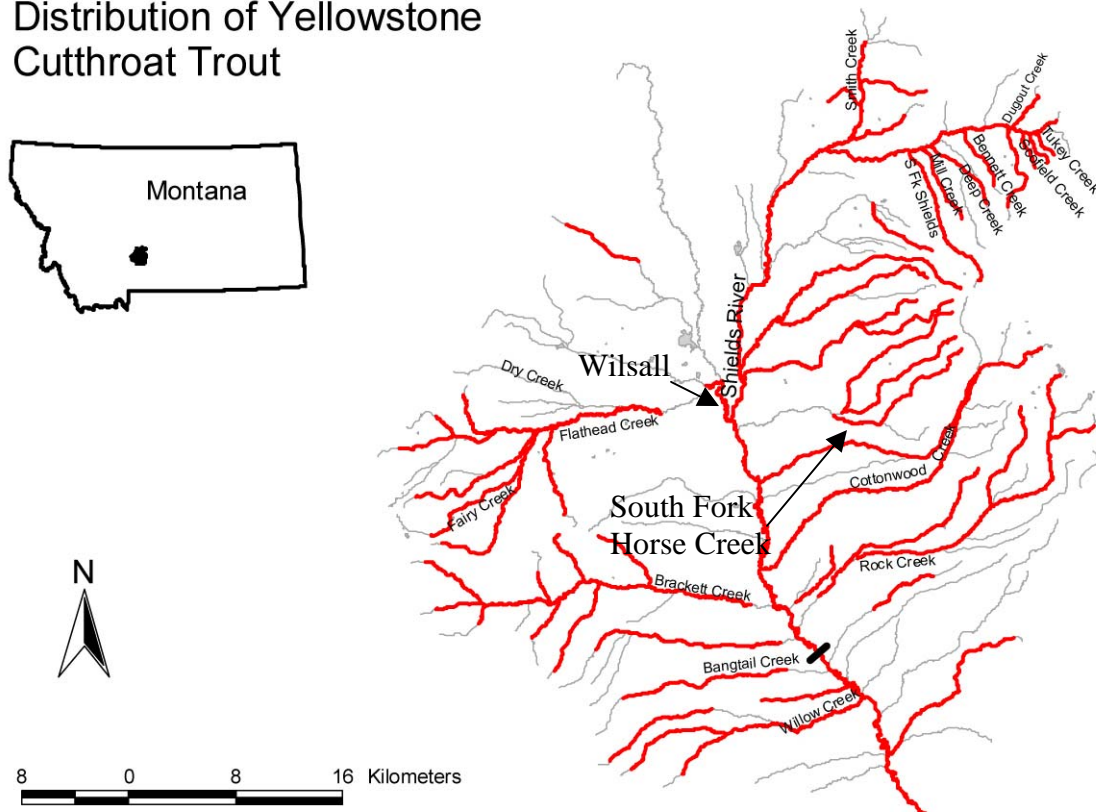 Distribution of Yellowstone
Cutthroat Trout
Montana
Smith Creek
Dugout Creek
Tukey Creek
Scofield Creek
Bennett Creek
Deep Creek
Mill Creek
S Fk Shields
Shields River
Wilsall
Dry Creek
Flathead Creek
Fairy Creek
Cottonwood Creek
South Fork
Horse Creek
Rock Creek
Brackett Creek
Bangtail Creek
Willow Creek
N
8 0 8 16 Kilometers